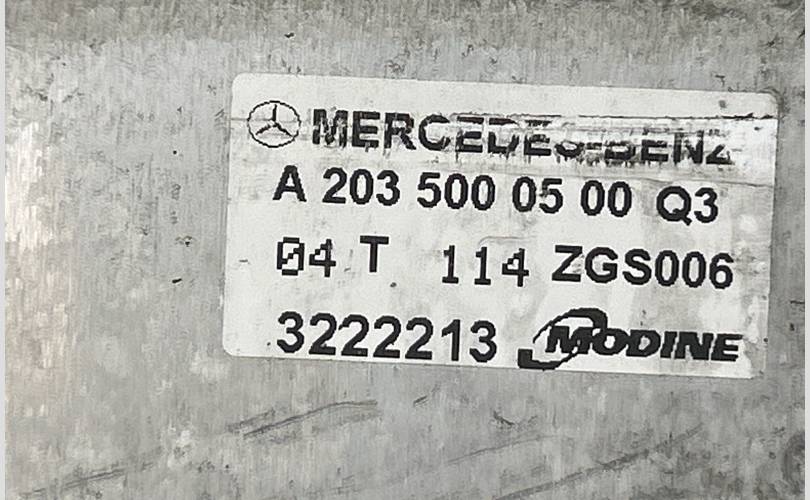 MERCEDES-BENZ
A 203 500 05 00 Q3
04 T 114 ZGS006
3222213 MODINE